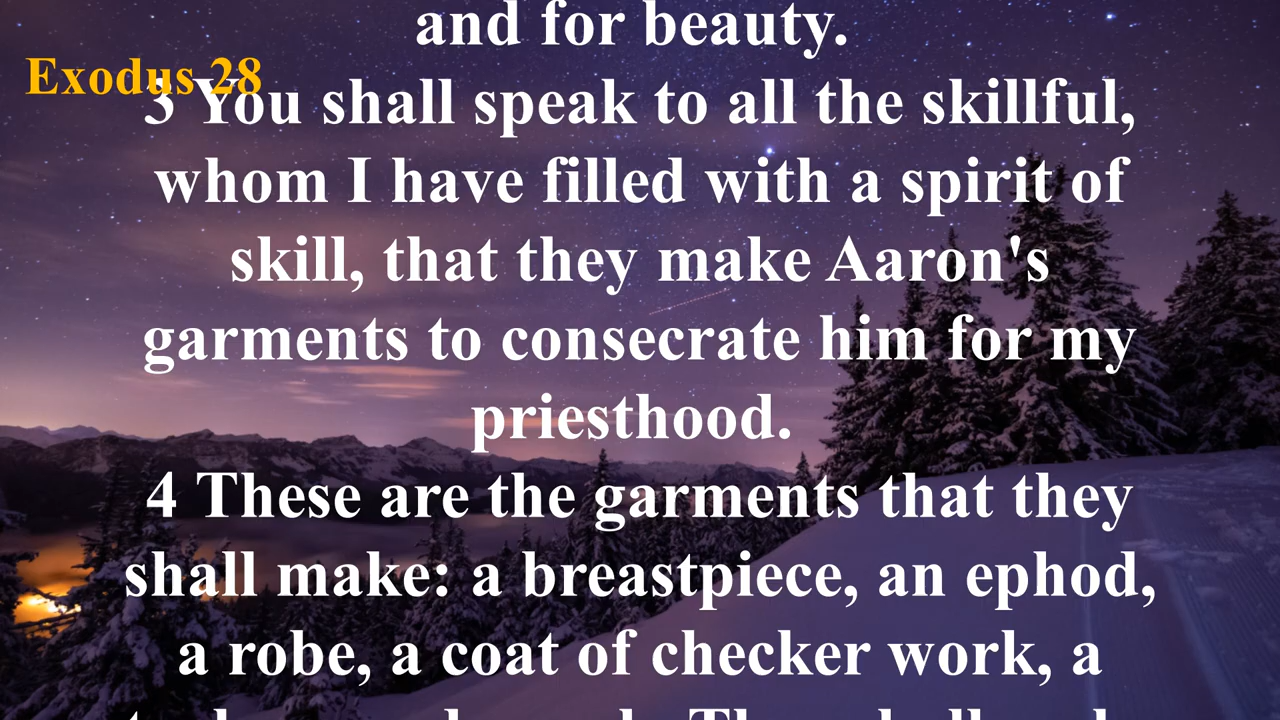 and for beauty.
Exodus 28
3 You shall speak to all the skillful,
whom I have filled with a spirit of
skill, that they make Aaron's
garments to consecrate him for my
priesthood.
4 These are the garments that they
shall make: a breastpiece, an ephod,
a robe, a coat of checker work, a